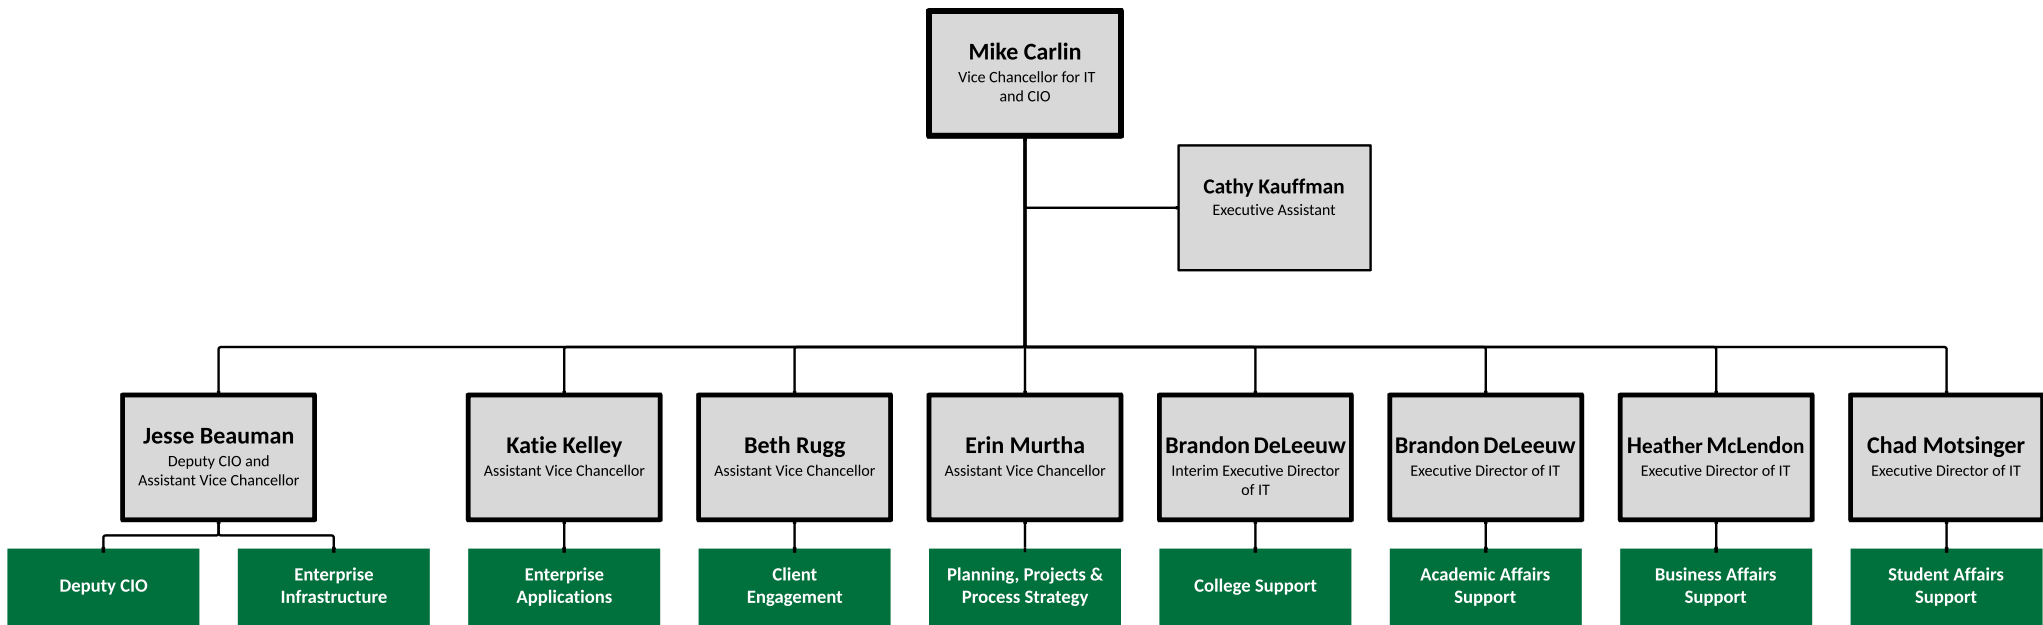 Mike Carlin
Vice Chancellor for IT
and CIO
Cathy Kauffman
Executive Assistant
Jesse Beauman
Deputy CIO and
Assistant Vice Chancellor
Katie Kelley
Assistant Vice Chancellor
Beth Rugg
Assistant Vice Chancellor
Erin Murtha
Assistant Vice Chancellor
Brandon DeLeeuw
Interim Executive Director
of IT
Brandon DeLeeuw
Executive Director of IT
Heather McLendon
Executive Director of IT
Chad Motsinger
Executive Director of IT
Deputy CIO
Enterprise
Infrastructure
Enterprise
Applications
Client
Engagement
Planning, Projects &
Process Strategy
College Support
Academic Affairs
Support
Business Affairs
Support
Student Affairs
Support